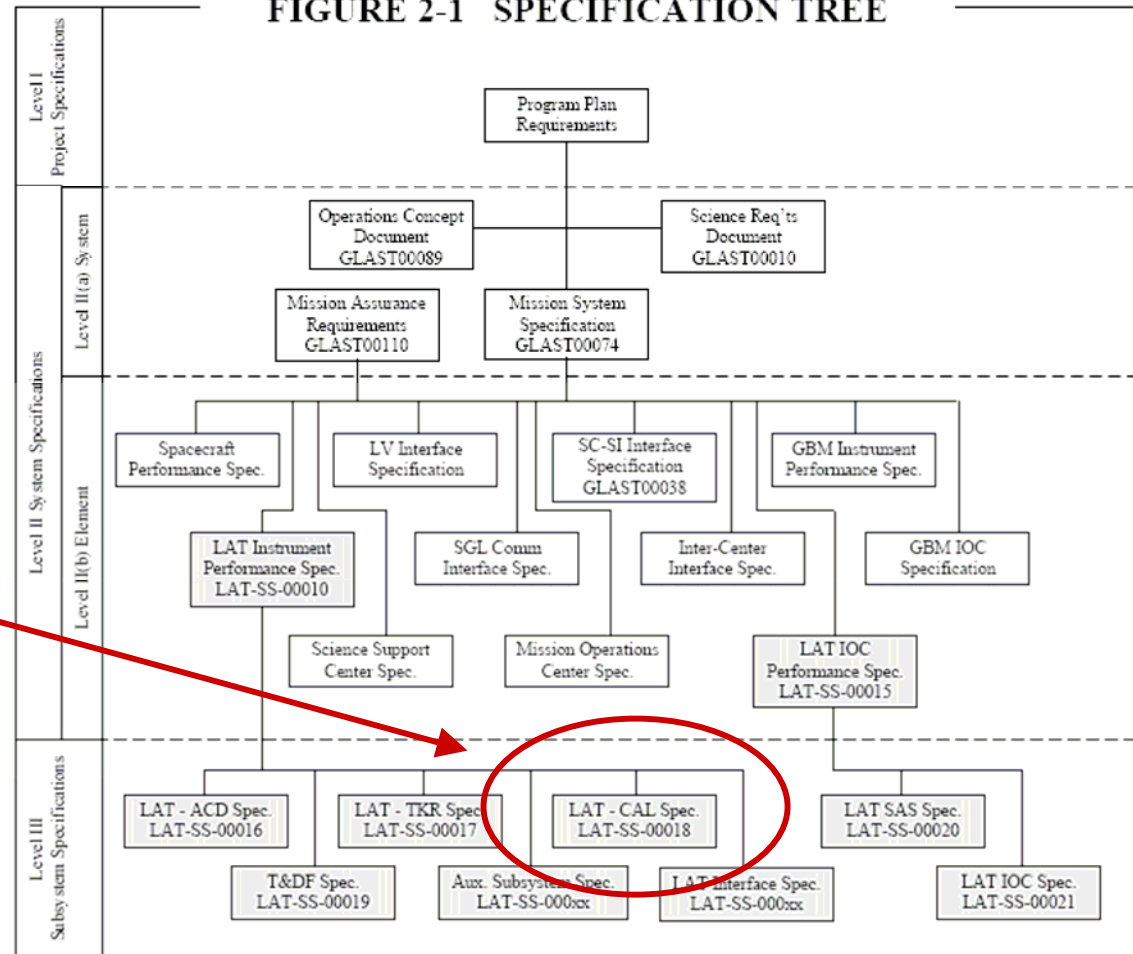 FIGURE 2-1 SPECIFICATION TREE
Level I
Project Specifications
Program Plan
Requirements
Level II System Specifications
Level II(a) System
Operations Concept
Document
GLAST00089
Science Req'ts
Document
GLAST00010
Mission Assurance
Requirements
GLAST00110
Mission System
Specification
GLAST00074
Level II(b) Element
Spacecraft
Performance Spec.
LV Interface
Specification
SC-SI Interface
Specification
GLAST00038
GBM Instrument
Performance Spec.
LAT Instrument
Performance Spec.
LAT-SS-00010
SGL Comm
Interface Spec.
Inter-Center
Interface Spec.
GBM IOC
Specification
Science Support
Center Spec.
Mission Operations
Center Spec.
LAT IOC
Performance Spec.
LAT-SS-00015
Level III
Subsystem Specifications
LAT - ACD Spec.
LAT-SS-00016
LAT - TKR Spec
LAT-SS-00017
LAT - CAL Spec.
LAT-SS-00018
LAT SAS Spec.
LAT-SS-00020
T&DF Spec.
LAT-SS-00019
Aux. Subsystem Spec.
LAT-SS-000xx
LAT Interface Spec.
LAT-SS-000xx
LAT IOC Spec.
LAT-SS-00021